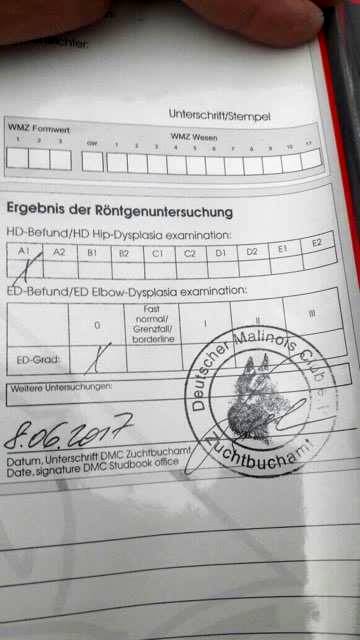 Unterschrift/Stempel
WMZ Formwert WMZ Wesen
1 2 3 GW 1 2 3 4 5 6 7 8 9 10 11
Ergebnis der Röntgenuntersuchung
HD-Befund/HD Hip-Dysplasia examination:
A1 A2 B1 B2 C1 C2 D1 D2 E1 E2
X
ED-Befund/ED Elbow-Dysplasia examination:
0 Fast normal/ Grenzfall/ borderline I II III
ED-Grad: X
Weitere Untersuchungen:
Deutscher Malinois Club e.V.
Zuchtbuchamt
8.06.2017
Datum, Unterschrift DMC Zuchtbuchamt
Date, signature DMC Studbook office